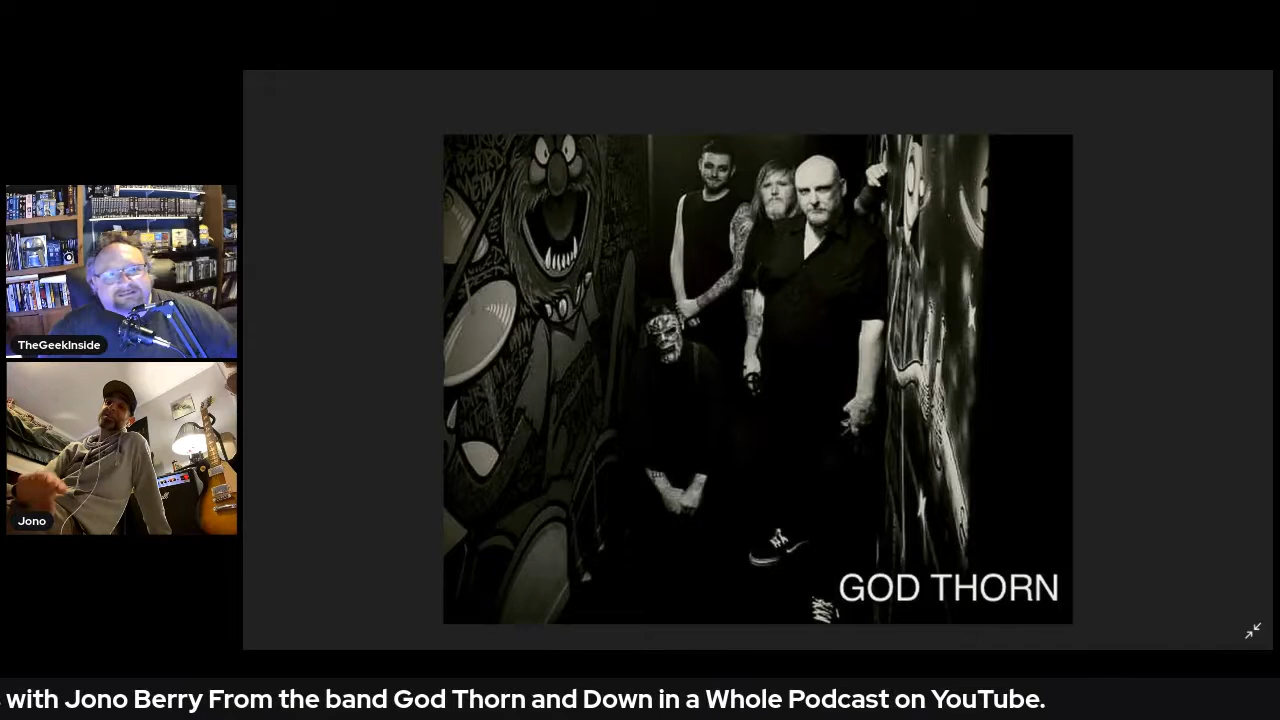 TheGeekInside
Jono
GOD THORN
with Jono Berry From the band God Thorn and Down in a Whole Podcast on YouTube.